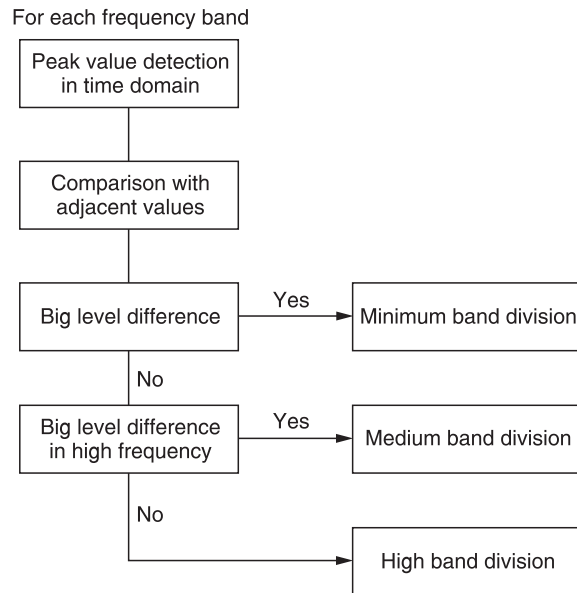 For each frequency band
Peak value detection
in time domain
Comparison with
adjacent values
Big level difference
Yes
Minimum band division
No
Big level difference
in high frequency
Yes
Medium band division
No
High band division